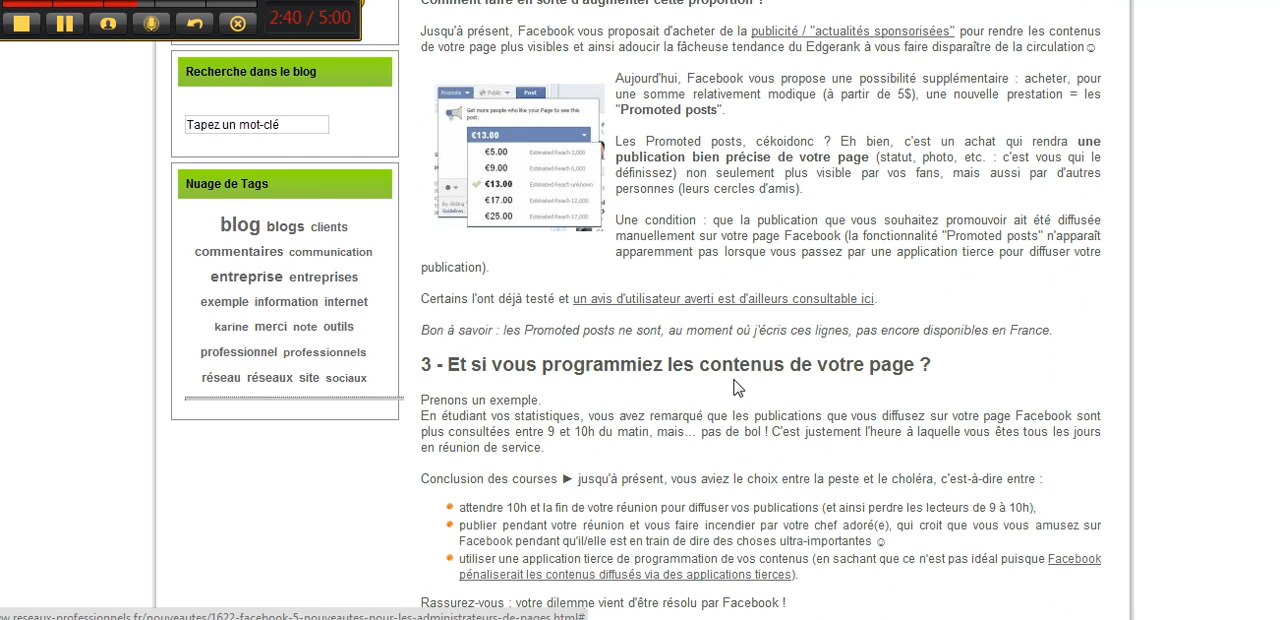 Comment faire en sorte d'augmenter cette proportion ?
2:40 / 5:00
Jusqu'à présent, Facebook vous proposait d'acheter de la publicité / "actualités sponsorisées" pour rendre les contenus
de votre page plus visibles et ainsi adoucir la fâcheuse tendance du Edgerank à vous faire disparaître de la circulation☺
Recherche dans le blog
Tapez un mot-clé
Nuage de Tags
blog blogs clients
commentaires communication
entreprise entreprises
exemple information internet
karine merci note outils
professionnel professionnels
réseau réseaux site sociaux
Promote Public Post
Get more people who like your Page to see this
post.
€13.00
€5.00 Estimated Reach 3,000
€9.00 Estimated Reach 6,000
€13.00 Estimated Reach unknown
€17.00 Estimated Reach 12,000
€25.00 Estimated Reach 17,000
By clicking
Guidelines
Aujourd'hui, Facebook vous propose une possibilité supplémentaire : acheter, pour
une somme relativement modique (à partir de 5$), une nouvelle prestation = les
"Promoted posts".
Les Promoted posts, cékoidonc ? Eh bien, c'est un achat qui rendra une
publication bien précise de votre page (statut, photo, etc. : c'est vous qui le
définissez) non seulement plus visible par vos fans, mais aussi par d'autres
personnes (leurs cercles d'amis).
Une condition : que la publication que vous souhaitez promouvoir ait été diffusée
manuellement sur votre page Facebook (la fonctionnalité "Promoted posts" n'apparaît
apparemment pas lorsque vous passez par une application tierce pour diffuser votre
publication).
Certains l'ont déjà testé et un avis d'utilisateur averti est d'ailleurs consultable ici.
Bon à savoir : les Promoted posts ne sont, au moment où j'écris ces lignes, pas encore disponibles en France.
3 - Et si vous programmiez les contenus de votre page ?
Prenons un exemple.
En étudiant vos statistiques, vous avez remarqué que les publications que vous diffusez sur votre page Facebook sont
plus consultées entre 9 et 10h du matin, mais... pas de bol ! C'est justement l'heure à laquelle vous êtes tous les jours
en réunion de service.
Conclusion des courses ► jusqu'à présent, vous aviez le choix entre la peste et le choléra, c'est-à-dire entre :
attendre 10h et la fin de votre réunion pour diffuser vos publications (et ainsi perdre les lecteurs de 9 à 10h),
publier pendant votre réunion et vous faire incendier par votre chef adoré(e), qui croit que vous vous amusez sur
Facebook pendant qu'il/elle est en train de dire des choses ultra-importantes ☺
utiliser une application tierce de programmation de vos contenus (en sachant que ce n'est pas idéal puisque Facebook
pénaliserait les contenus diffusés via des applications tierces).
Rassurez-vous : votre dilemme vient d'être résolu par Facebook !
w.reseaux-professionnels.fr/nouveautes/1622-facebook-5-nouveautes-pour-les-administrateurs-de-pages.html#